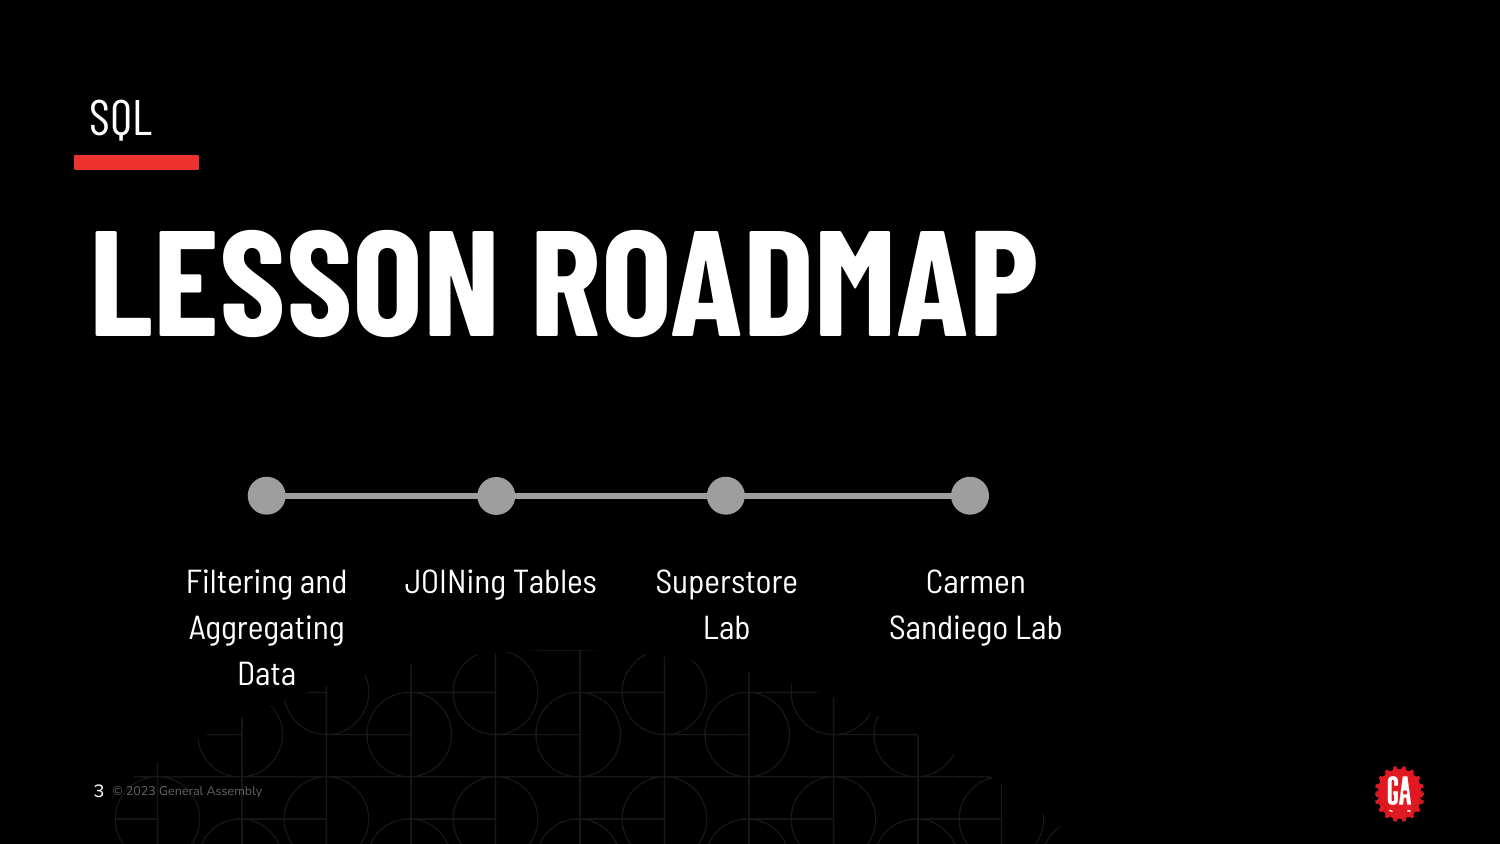 SQL
LESSON ROADMAP
Filtering and
Aggregating
Data
JOINing Tables
Superstore
Lab
Carmen
Sandiego Lab
3 © 2023 General Assembly
GA